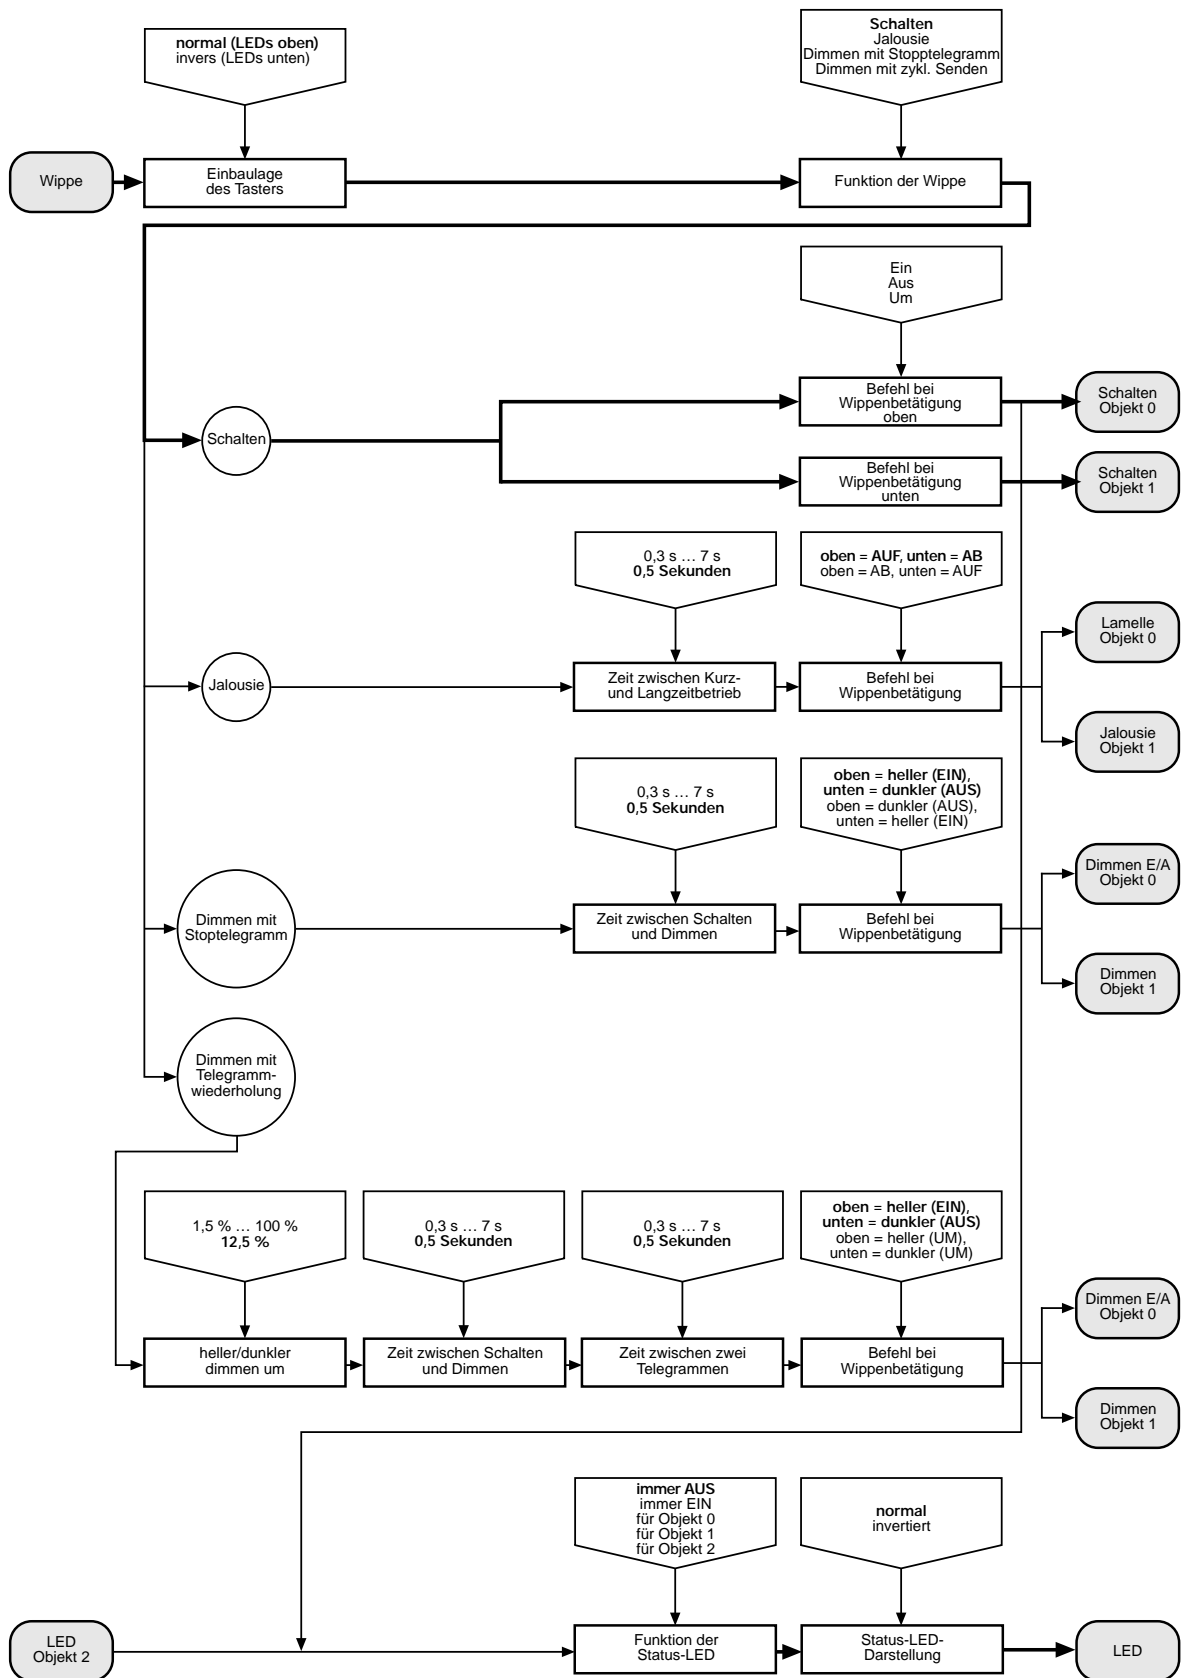 normal (LEDs oben)
invers (LEDs unten)
Schalten
Jalousie
Dimmen mit Stopptelegramm
Dimmen mit zykl. Senden
Wippe
Einbaulage
des Tasters
Funktion der Wippe
Ein
Aus
Um
Schalten
Befehl bei
Wippenbetätigung
oben
Schalten
Objekt 0
Befehl bei
Wippenbetätigung
unten
Schalten
Objekt 1
0,3 s … 7 s
0,5 Sekunden
oben = AUF, unten = AB
oben = AB, unten = AUF
Jalousie
Zeit zwischen Kurz-
und Langzeitbetrieb
Befehl bei
Wippenbetätigung
Lamelle
Objekt 0
Jalousie
Objekt 1
0,3 s … 7 s
0,5 Sekunden
oben = heller (EIN),
unten = dunkler (AUS)
oben = dunkler (AUS),
unten = heller (EIN)
Dimmen mit
Stoptelegramm
Zeit zwischen Schalten
und Dimmen
Befehl bei
Wippenbetätigung
Dimmen E/A
Objekt 0
Dimmen
Objekt 1
Dimmen mit
Telegramm-
wiederholung
1,5 % … 100 %
12,5 %
0,3 s … 7 s
0,5 Sekunden
0,3 s … 7 s
0,5 Sekunden
oben = heller (EIN),
unten = dunkler (AUS)
oben = heller (UM),
unten = dunkler (UM)
heller/dunkler
dimmen um
Zeit zwischen Schalten
und Dimmen
Zeit zwischen zwei
Telegrammen
Befehl bei
Wippenbetätigung
Dimmen E/A
Objekt 0
Dimmen
Objekt 1
immer AUS
immer EIN
für Objekt 0
für Objekt 1
für Objekt 2
normal
invertiert
LED
Objekt 2
Funktion der
Status-LED
Status-LED-
Darstellung
LED